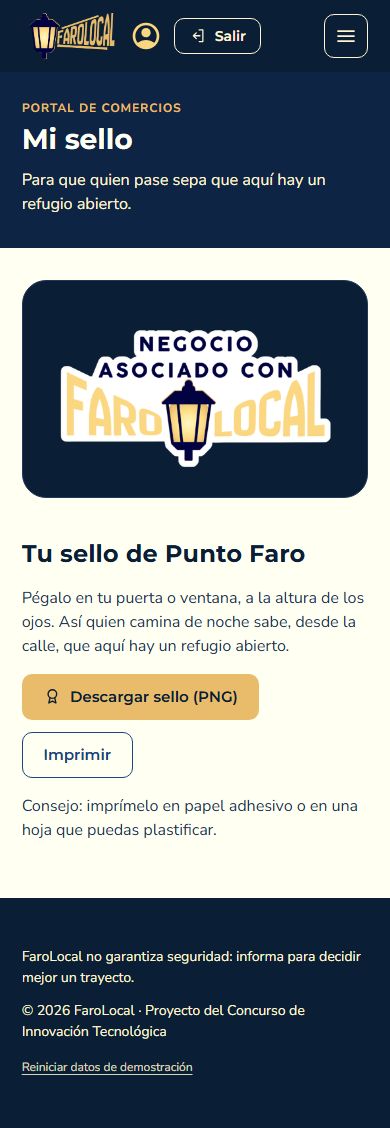 FAROLOCAL
Salir
PORTAL DE COMERCIOS
Mi sello
Para que quien pase sepa que aquí hay un
refugio abierto.
NEGOCIO
ASOCIADO CON
FARO LOCAL
Tu sello de Punto Faro
Pégalo en tu puerta o ventana, a la altura de los
ojos. Así quien camina de noche sabe, desde la
calle, que aquí hay un refugio abierto.
Descargar sello (PNG)
Imprimir
Consejo: imprímelo en papel adhesivo o en una
hoja que puedas plastificar.
FaroLocal no garantiza seguridad: informa para decidir
mejor un trayecto.
© 2026 FaroLocal · Proyecto del Concurso de
Innovación Tecnológica
Reiniciar datos de demostración